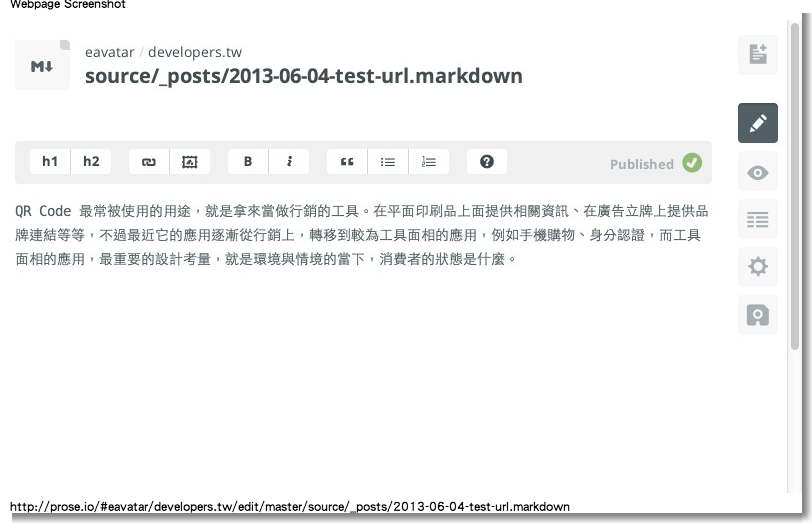 Webpage Screenshot
M↓
eavatar / developers.tw
source/_posts/2013-06-04-test-url.markdown
h1 h2 B i ❝ ? Published
QR Code 最常被使用的用途，就是拿來當做行銷的工具。在平面印刷品上面提供相關資訊、在廣告立牌上提供品
牌連結等等，不過最近它的應用逐漸從行銷上，轉移到較為工具面相的應用，例如手機購物、身分認證，而工具
面相的應用，最重要的設計考量，就是環境與情境的當下，消費者的狀態是什麼。
http://prose.io/#eavatar/developers.tw/edit/master/source/_posts/2013-06-04-test-url.markdown